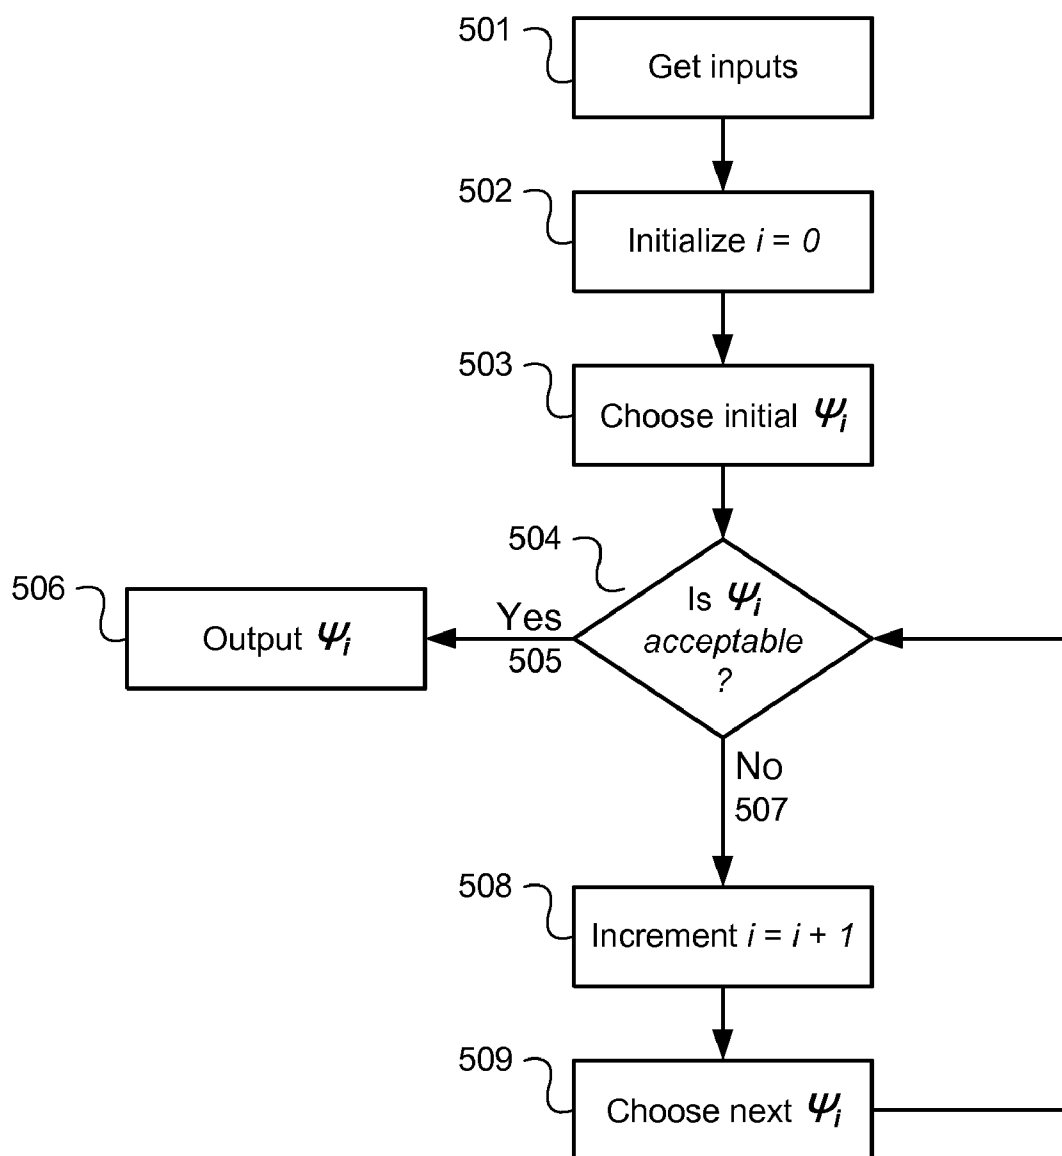 501
Get inputs
502
Initialize i = 0
503
Choose initial Ψi
504
Is Ψi
acceptable
?
Yes
505
506
Output Ψi
No
507
508
Increment i = i + 1
509
Choose next Ψi